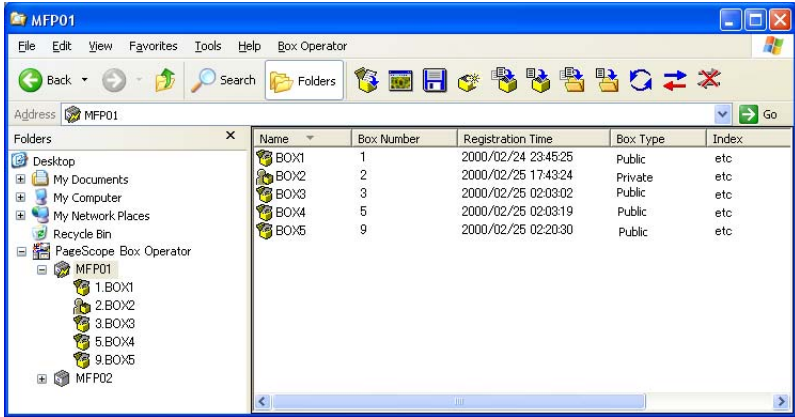 MFP01
File Edit View Favorites Tools Help Box Operator
Back Search Folders
Address MFP01 Go
Folders
Desktop
My Documents
My Computer
My Network Places
Recycle Bin
PageScope Box Operator
MFP01
1.BOX1
2.BOX2
3.BOX3
5.BOX4
9.BOX5
MFP02
Name Box Number Registration Time Box Type Index
BOX1 1 2000/02/24 23:45:25 Public etc
BOX2 2 2000/02/25 17:43:24 Private etc
BOX3 3 2000/02/25 02:03:02 Public etc
BOX4 5 2000/02/25 02:03:19 Public etc
BOX5 9 2000/02/25 02:20:30 Public etc